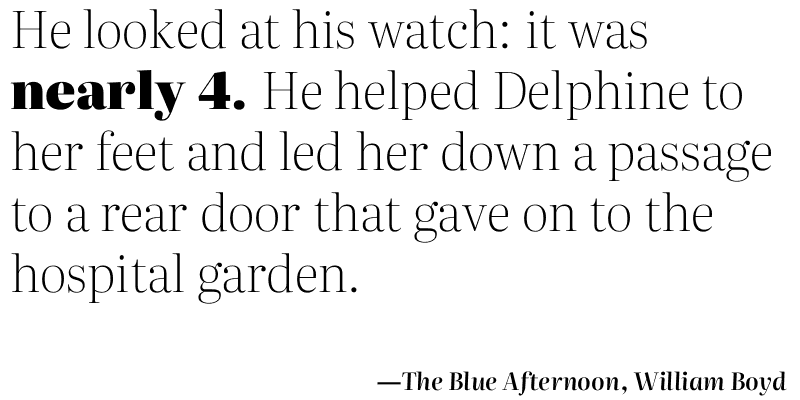 He looked at his watch: it was
nearly 4. He helped Delphine to
her feet and led her down a passage
to a rear door that gave on to the
hospital garden.
—The Blue Afternoon, William Boyd